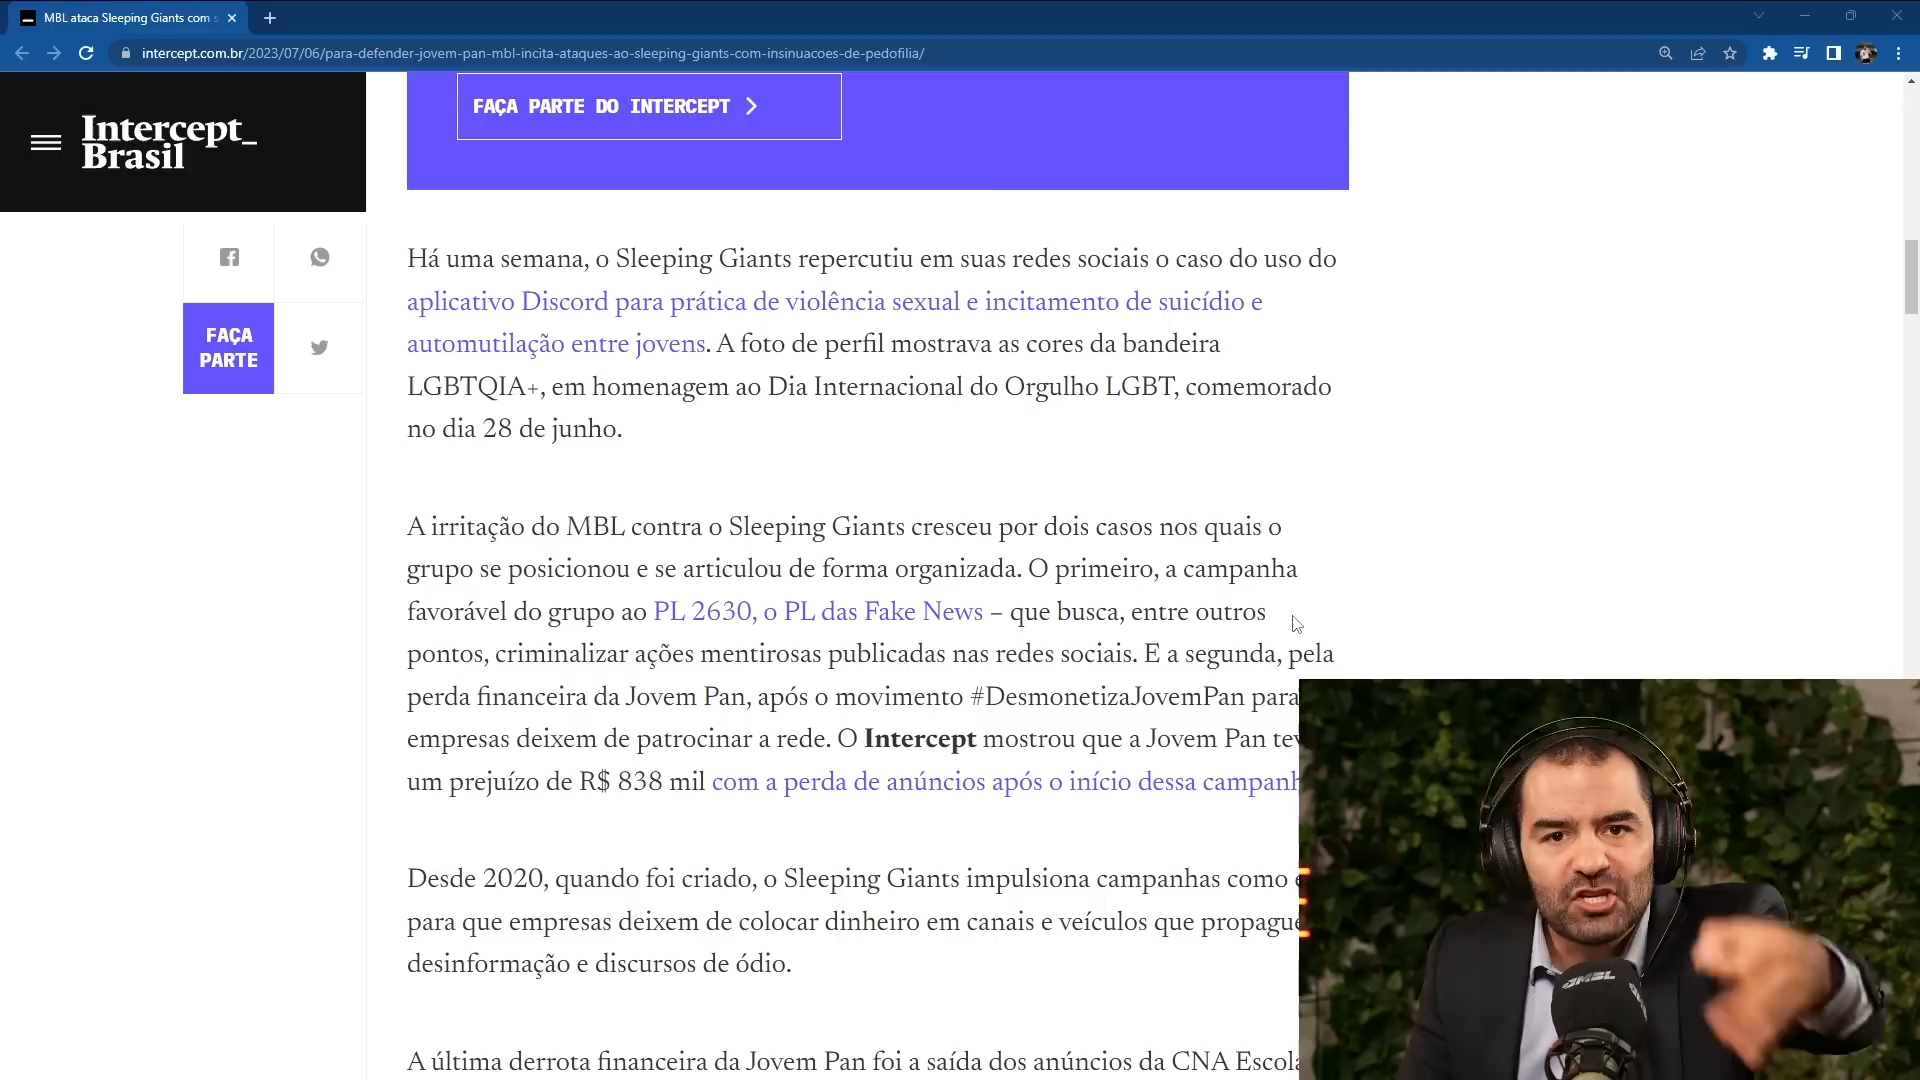 MBL ataca Sleeping Giants com
intercept.com.br/2023/07/06/para-defender-jovem-pan-mbl-incita-ataques-ao-sleeping-giants-com-insinuacoes-de-pedofilia/
FAÇA PARTE DO INTERCEPT
Intercept_
Brasil
FAÇA
PARTE
Há uma semana, o Sleeping Giants repercutiu em suas redes sociais o caso do uso do
aplicativo Discord para prática de violência sexual e incitamento de suicídio e
automutilação entre jovens. A foto de perfil mostrava as cores da bandeira
LGBTQIA+, em homenagem ao Dia Internacional do Orgulho LGBT, comemorado
no dia 28 de junho.
A irritação do MBL contra o Sleeping Giants cresceu por dois casos nos quais o
grupo se posicionou e se articulou de forma organizada. O primeiro, a campanha
favorável do grupo ao PL 2630, o PL das Fake News – que busca, entre outros
pontos, criminalizar ações mentirosas publicadas nas redes sociais. E a segunda, pela
perda financeira da Jovem Pan, após o movimento #DesmonetizaJovemPan para
empresas deixem de patrocinar a rede. O Intercept mostrou que a Jovem Pan
um prejuízo de R$ 838 mil com a perda de anúncios após o início dessa
Desde 2020, quando foi criado, o Sleeping Giants impulsiona campanhas como
para que empresas deixem de colocar dinheiro em canais e veículos que
desinformação e discursos de ódio.
A última derrota financeira da Jovem Pan foi a saída dos anúncios da CNA
MBL